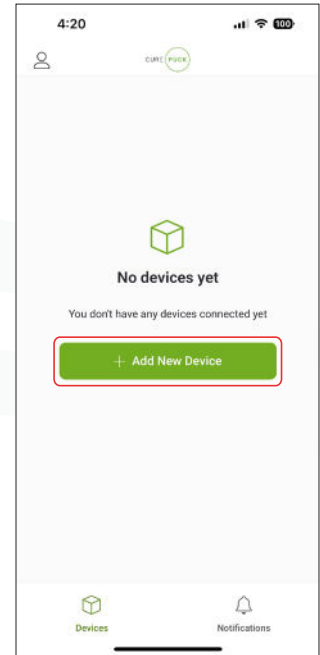 4:20
100
CURE PUCK
No devices yet
You don't have any devices connected yet
+ Add New Device
Devices
Notifications